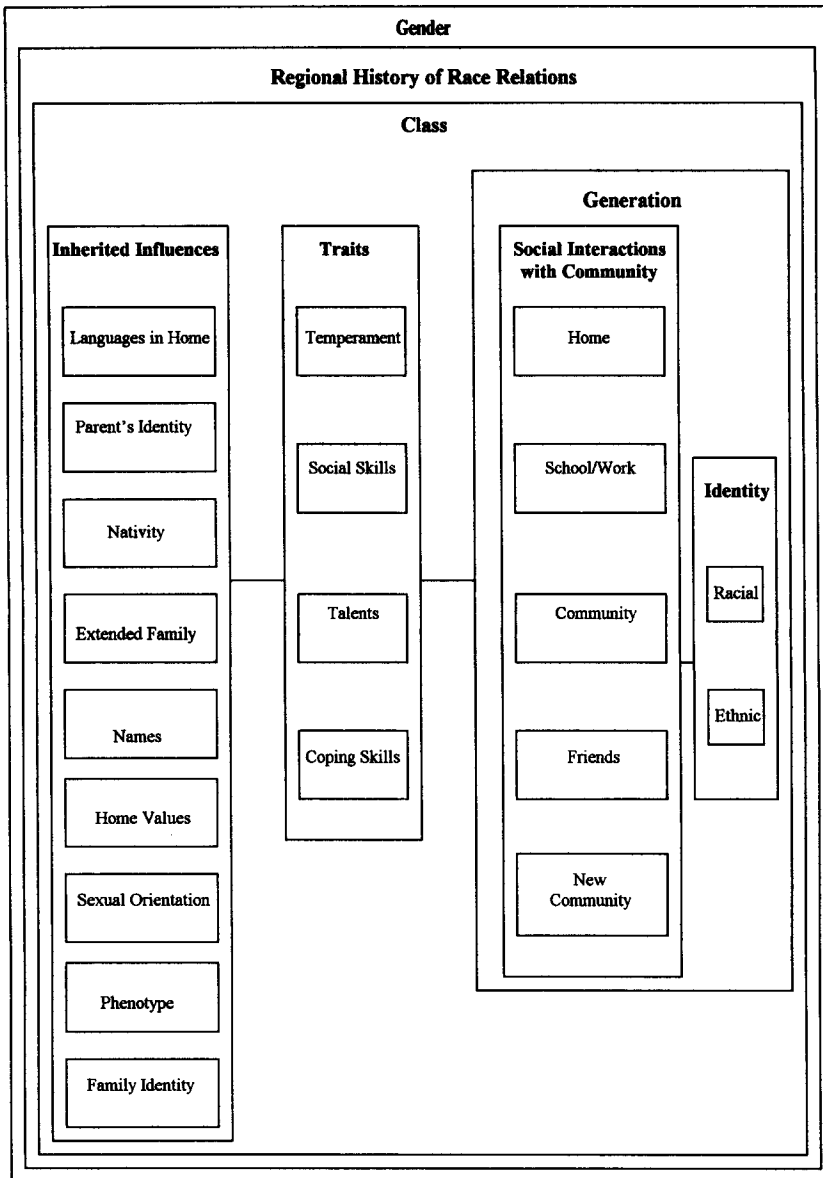 Gender
Regional History of Race Relations
Class
Generation
Inherited Influences
Languages in Home
Parent's Identity
Nativity
Extended Family
Names
Home Values
Sexual Orientation
Phenotype
Family Identity
Traits
Temperament
Social Skills
Talents
Coping Skills
Social Interactions
with Community
Home
School/Work
Community
Friends
New
Community
Identity
Racial
Ethnic